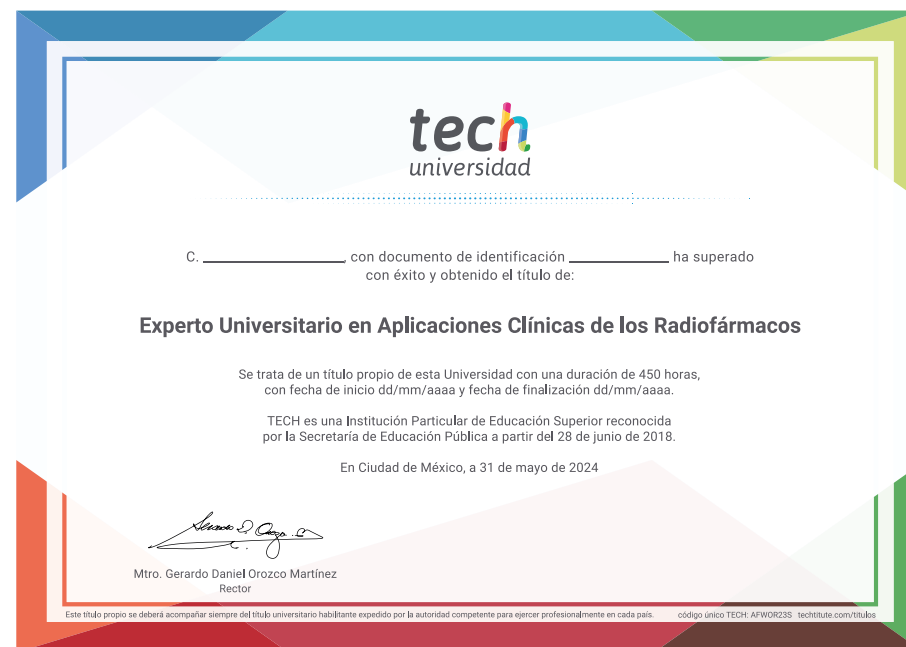 tech
universidad
C. ____________, con documento de identificación ____________ ha superado
con éxito y obtenido el título de:
Experto Universitario en Aplicaciones Clínicas de los Radiofármacos
Se trata de un título propio de esta Universidad con una duración de 450 horas,
con fecha de inicio dd/mm/aaaa y fecha de finalización dd/mm/aaaa.
TECH es una Institución Particular de Educación Superior reconocida
por la Secretaría de Educación Pública a partir del 28 de junio de 2018.
En Ciudad de México, a 31 de mayo de 2024
Mtro. Gerardo Daniel Orozco Martínez
Rector
Este título propio se deberá acompañar siempre del título universitario habilitante expedido por la autoridad competente para ejercer profesionalmente en cada país. código único TECH: AFWOR23S techtitute.com/titulos